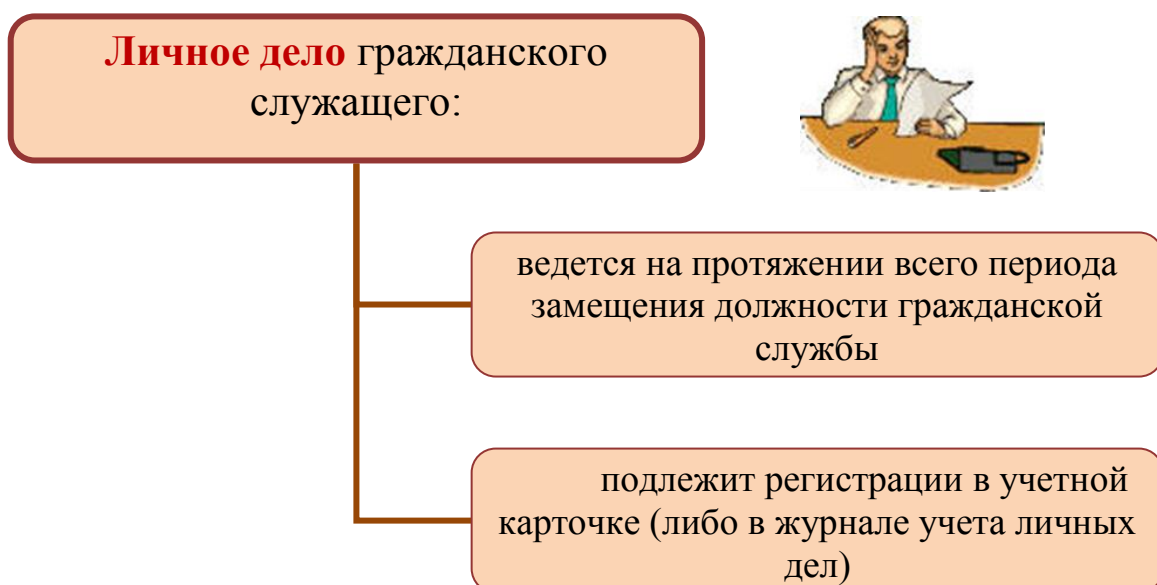 Личное дело гражданского
служащего:
ведется на протяжении всего периода
замещения должности гражданской
службы
подлежит регистрации в учетной
карточке (либо в журнале учета личных
дел)